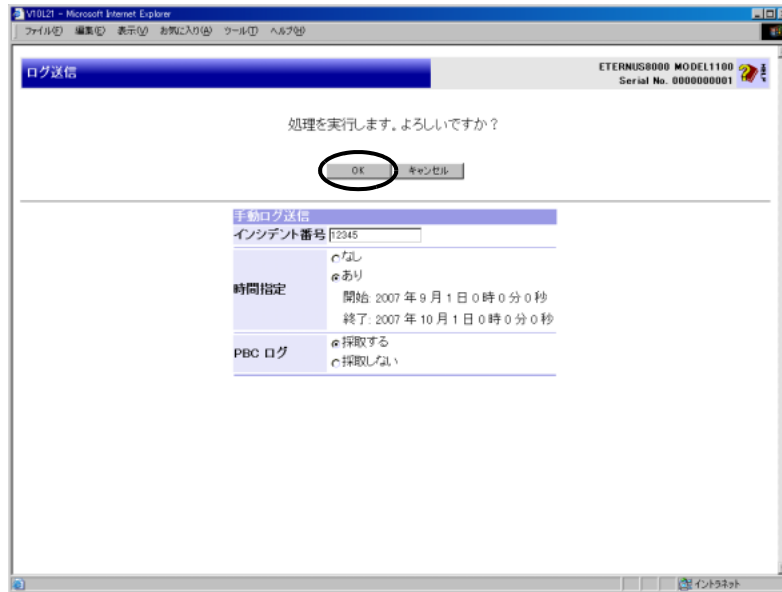 V10L21 - Microsoft Internet Explorer
ファイル(F) 編集(E) 表示(V) お気に入り(A) ツール(T) ヘルプ(H)
ログ送信
ETERNUS8000 MODEL1100
Serial No. 0000000001
処理を実行します。よろしいですか？
OK キャンセル
手動ログ送信
インシデント番号 12345
時間指定
なし
あり
開始: 2007 年 9 月 1 日 0 時 0 分 0 秒
終了: 2007 年 10 月 1 日 0 時 0 分 0 秒
PBC ログ
採取する
採取しない
イントラネット